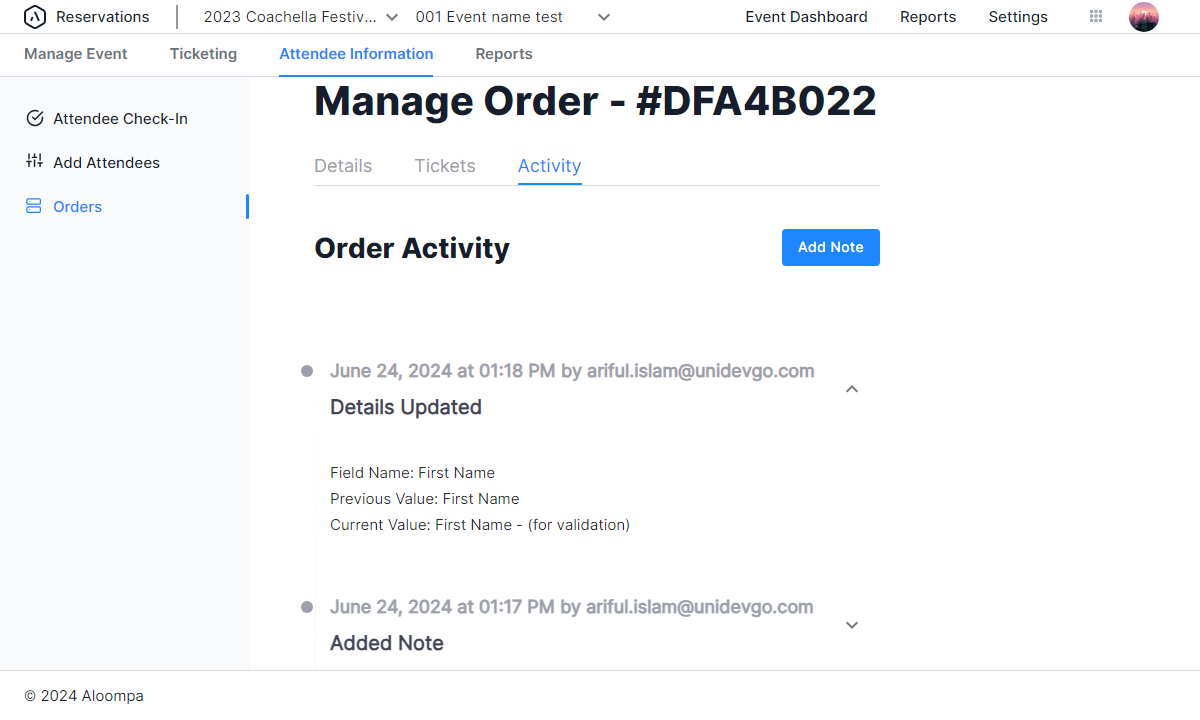 Reservations
2023 Coachella Festiv...
001 Event name test
Event Dashboard
Reports
Settings
Manage Event
Ticketing
Attendee Information
Reports
Attendee Check-In
Add Attendees
Orders
Manage Order - #DFA4B022
Details
Tickets
Activity
Order Activity
Add Note
June 24, 2024 at 01:18 PM by ariful.islam@unidevgo.com
Details Updated
Field Name: First Name
Previous Value: First Name
Current Value: First Name - (for validation)
June 24, 2024 at 01:17 PM by ariful.islam@unidevgo.com
Added Note
© 2024 Aloompa